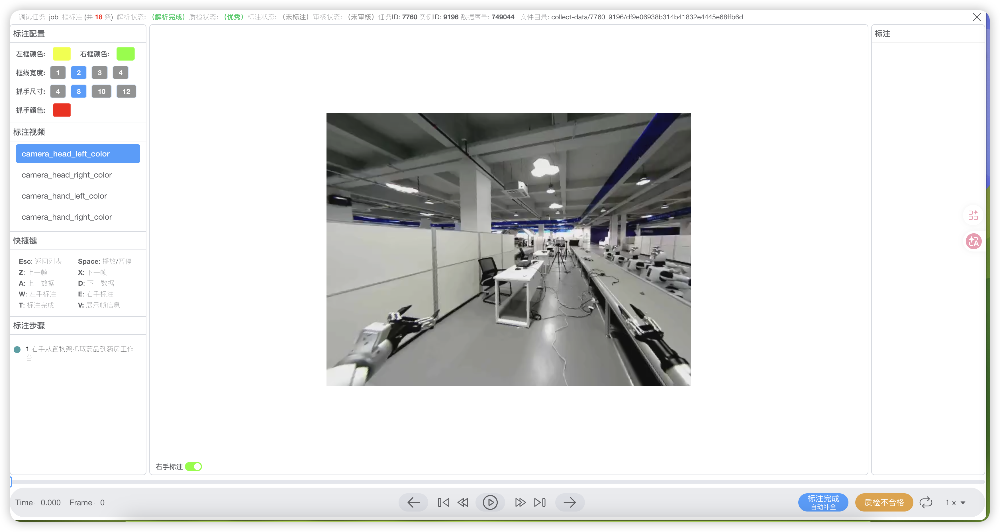 调试任务_job_框标注 (共 18 条) 解析状态: （解析完成） 质检状态: （优秀） 标注状态: （未标注） 审核状态: （未审核） 任务ID: 7760 实例ID: 9196 数据序号: 749044 文件目录: collect-data/7760_9196/df9e06938b314b41832e4445e68ffb6d
标注配置
左框颜色: 右框颜色:
框线宽度: 1 2 3 4
抓手尺寸: 4 8 10 12
抓手颜色:
标注视频
camera_head_left_color
camera_head_right_color
camera_hand_left_color
camera_hand_right_color
快捷键
Esc: 返回列表 Space: 播放/暂停
Z: 上一帧 X: 下一帧
A: 上一数据 D: 下一数据
W: 左手标注 E: 右手标注
T: 标注完成 V: 展示帧信息
标注步骤
1 右手从置物架抓取药品到药房工作
台
右手标注
标注
Time: 0.000 Frame: 0
标注完成
自动补全
质检不合格
1 x